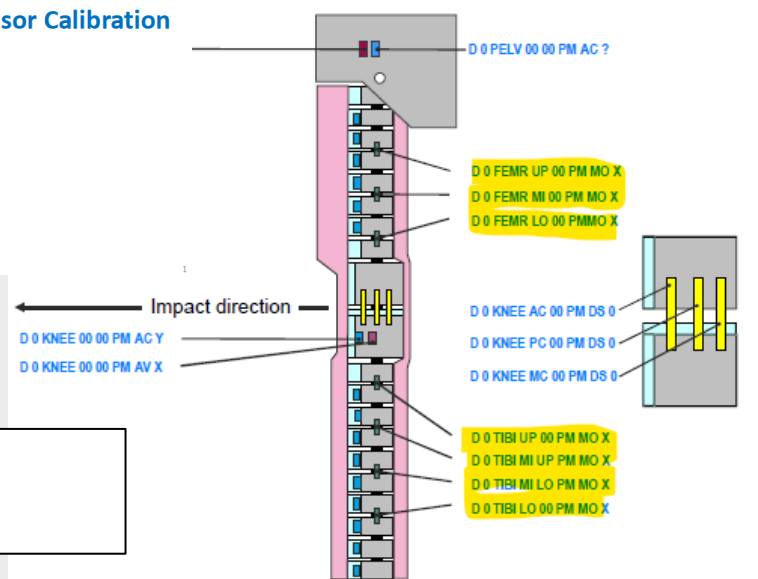 sor Calibration
D 0 PELV 00 00 PM AC ?
D 0 FEMR UP 00 PM MO X
D 0 FEMR MI 00 PM MO X
D 0 FEMR LO 00 PMMO X
1
Impact direction
D 0 KNEE 00 00 PM AC Y
D 0 KNEE 00 00 PM AV X
D 0 KNEE AC 00 PM DS 0
D 0 KNEE PC 00 PM DS 0
D 0 KNEE MC 00 PM DS 0
D 0 TIBI UP 00 PM MO X
D 0 TIBI MI UP PM MO X
D 0 TIBI MI LO PM MO X
D 0 TIBI LO 00 PM MO X